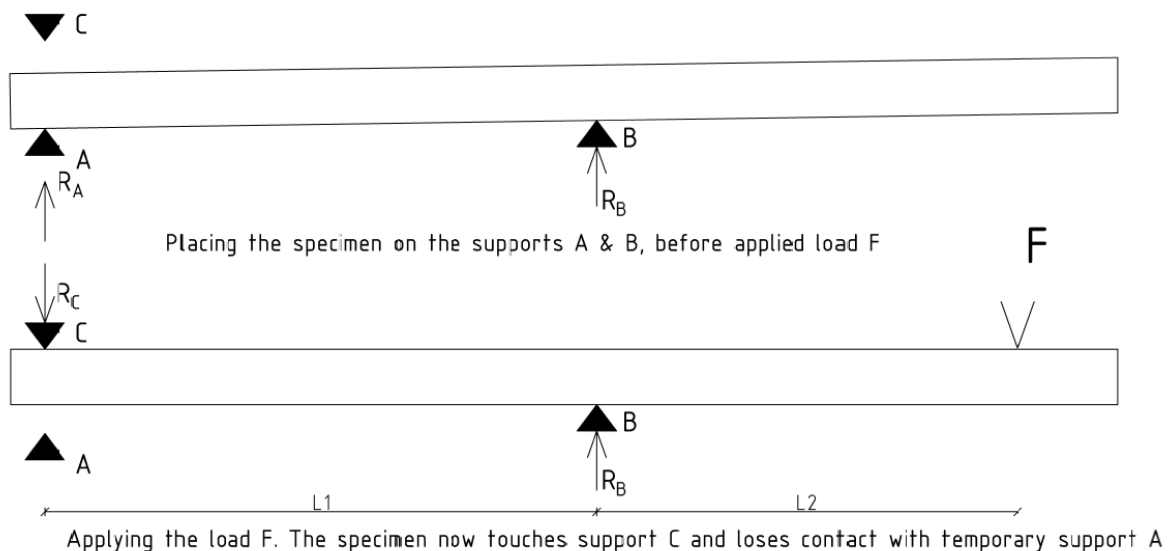 C
A
B
R_A
R_B
Placing the specimen on the supports A & B, before applied load F
F
R_C
C
B
A
R_B
L1
L2
Applying the load F. The specimen now touches support C and loses contact with temporary support A